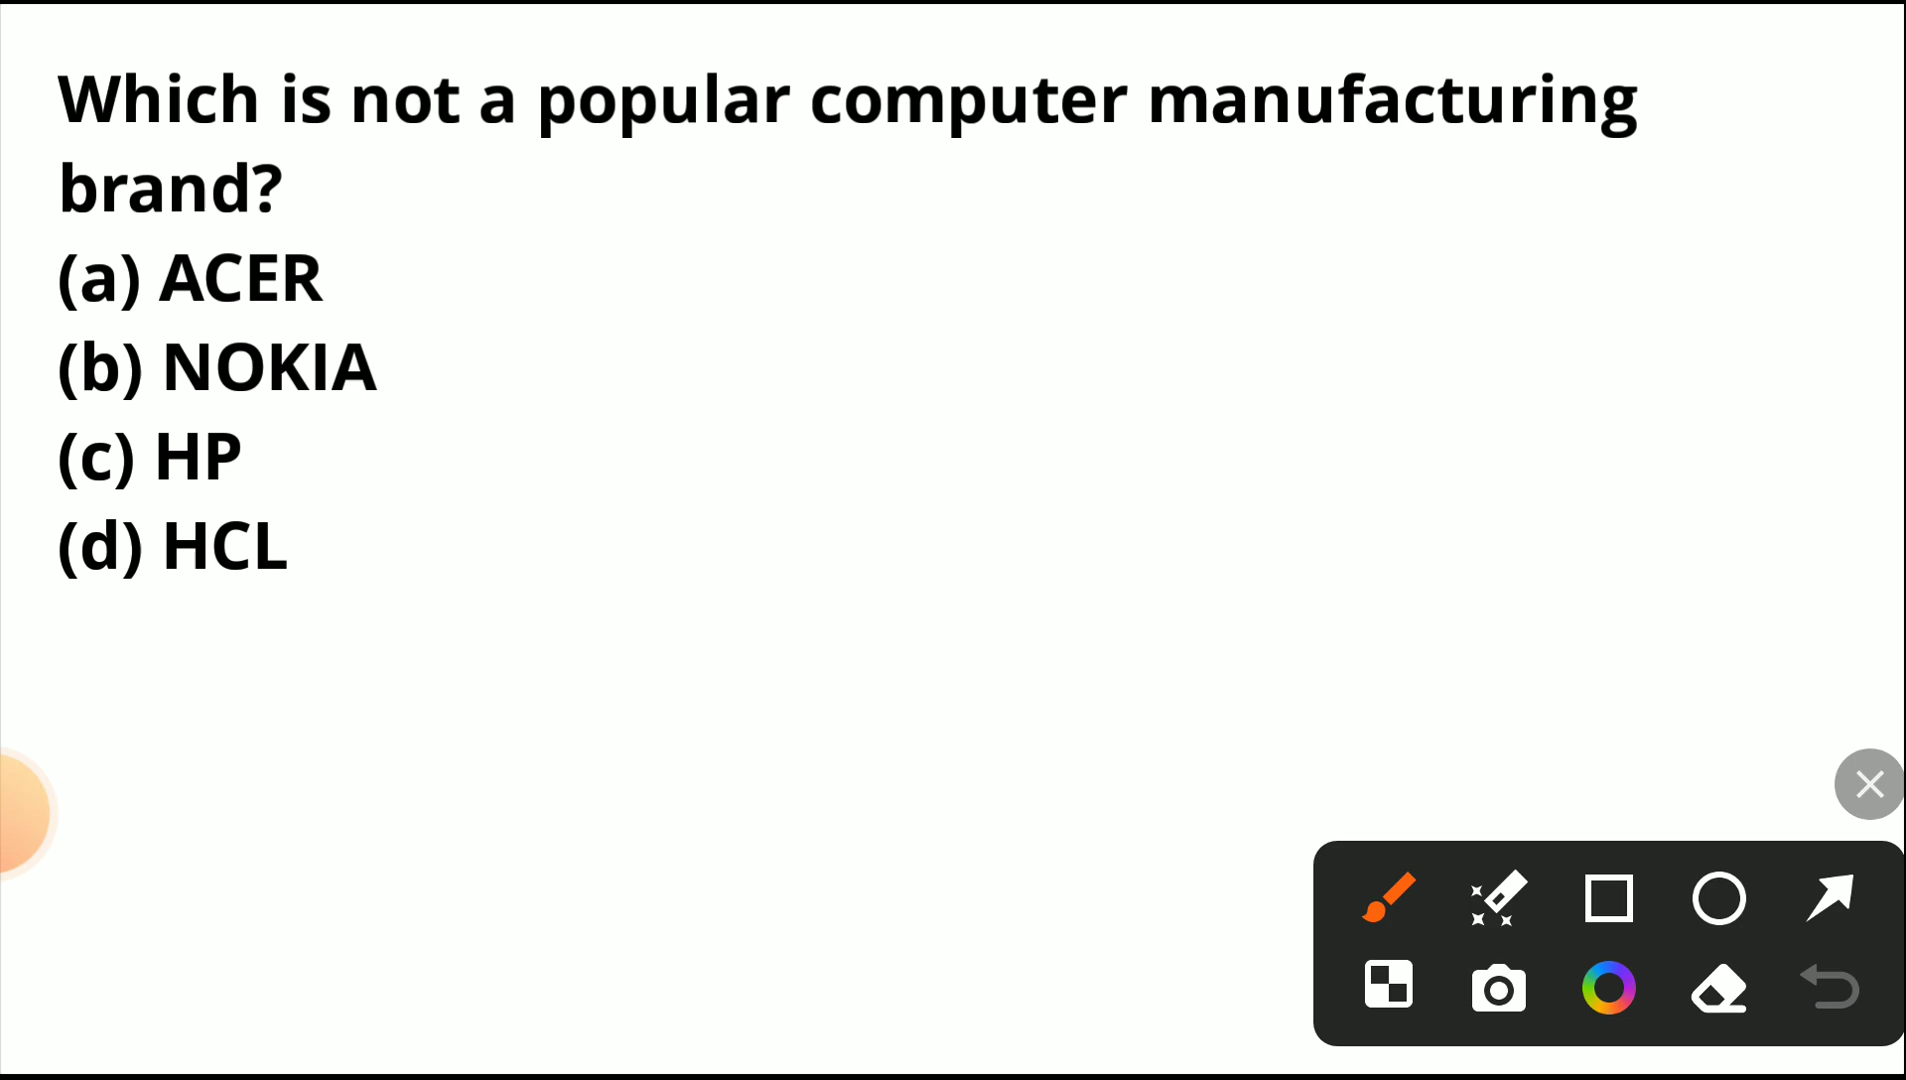 Which is not a popular computer manufacturing
brand?
(a) ACER
(b) NOKIA
(c) HP
(d) HCL